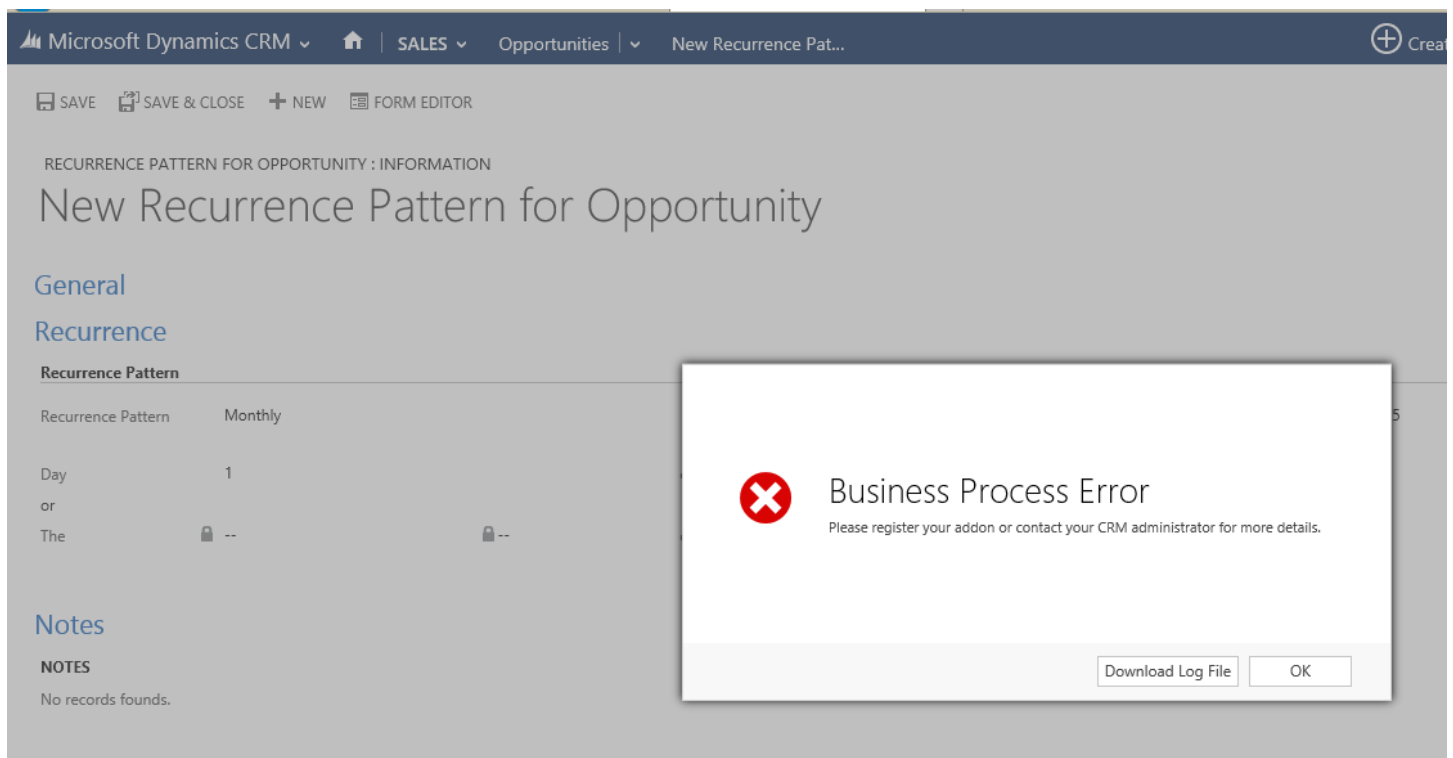 Microsoft Dynamics CRM SALES Opportunities New Recurrence Pat... Creat
SAVE SAVE & CLOSE NEW FORM EDITOR
RECURRENCE PATTERN FOR OPPORTUNITY : INFORMATION
New Recurrence Pattern for Opportunity
General
Recurrence
Recurrence Pattern
Recurrence Pattern Monthly 5
Day 1
or
The -- --
Business Process Error
Please register your addon or contact your CRM administrator for more details.
Download Log File OK
Notes
NOTES
No records founds.